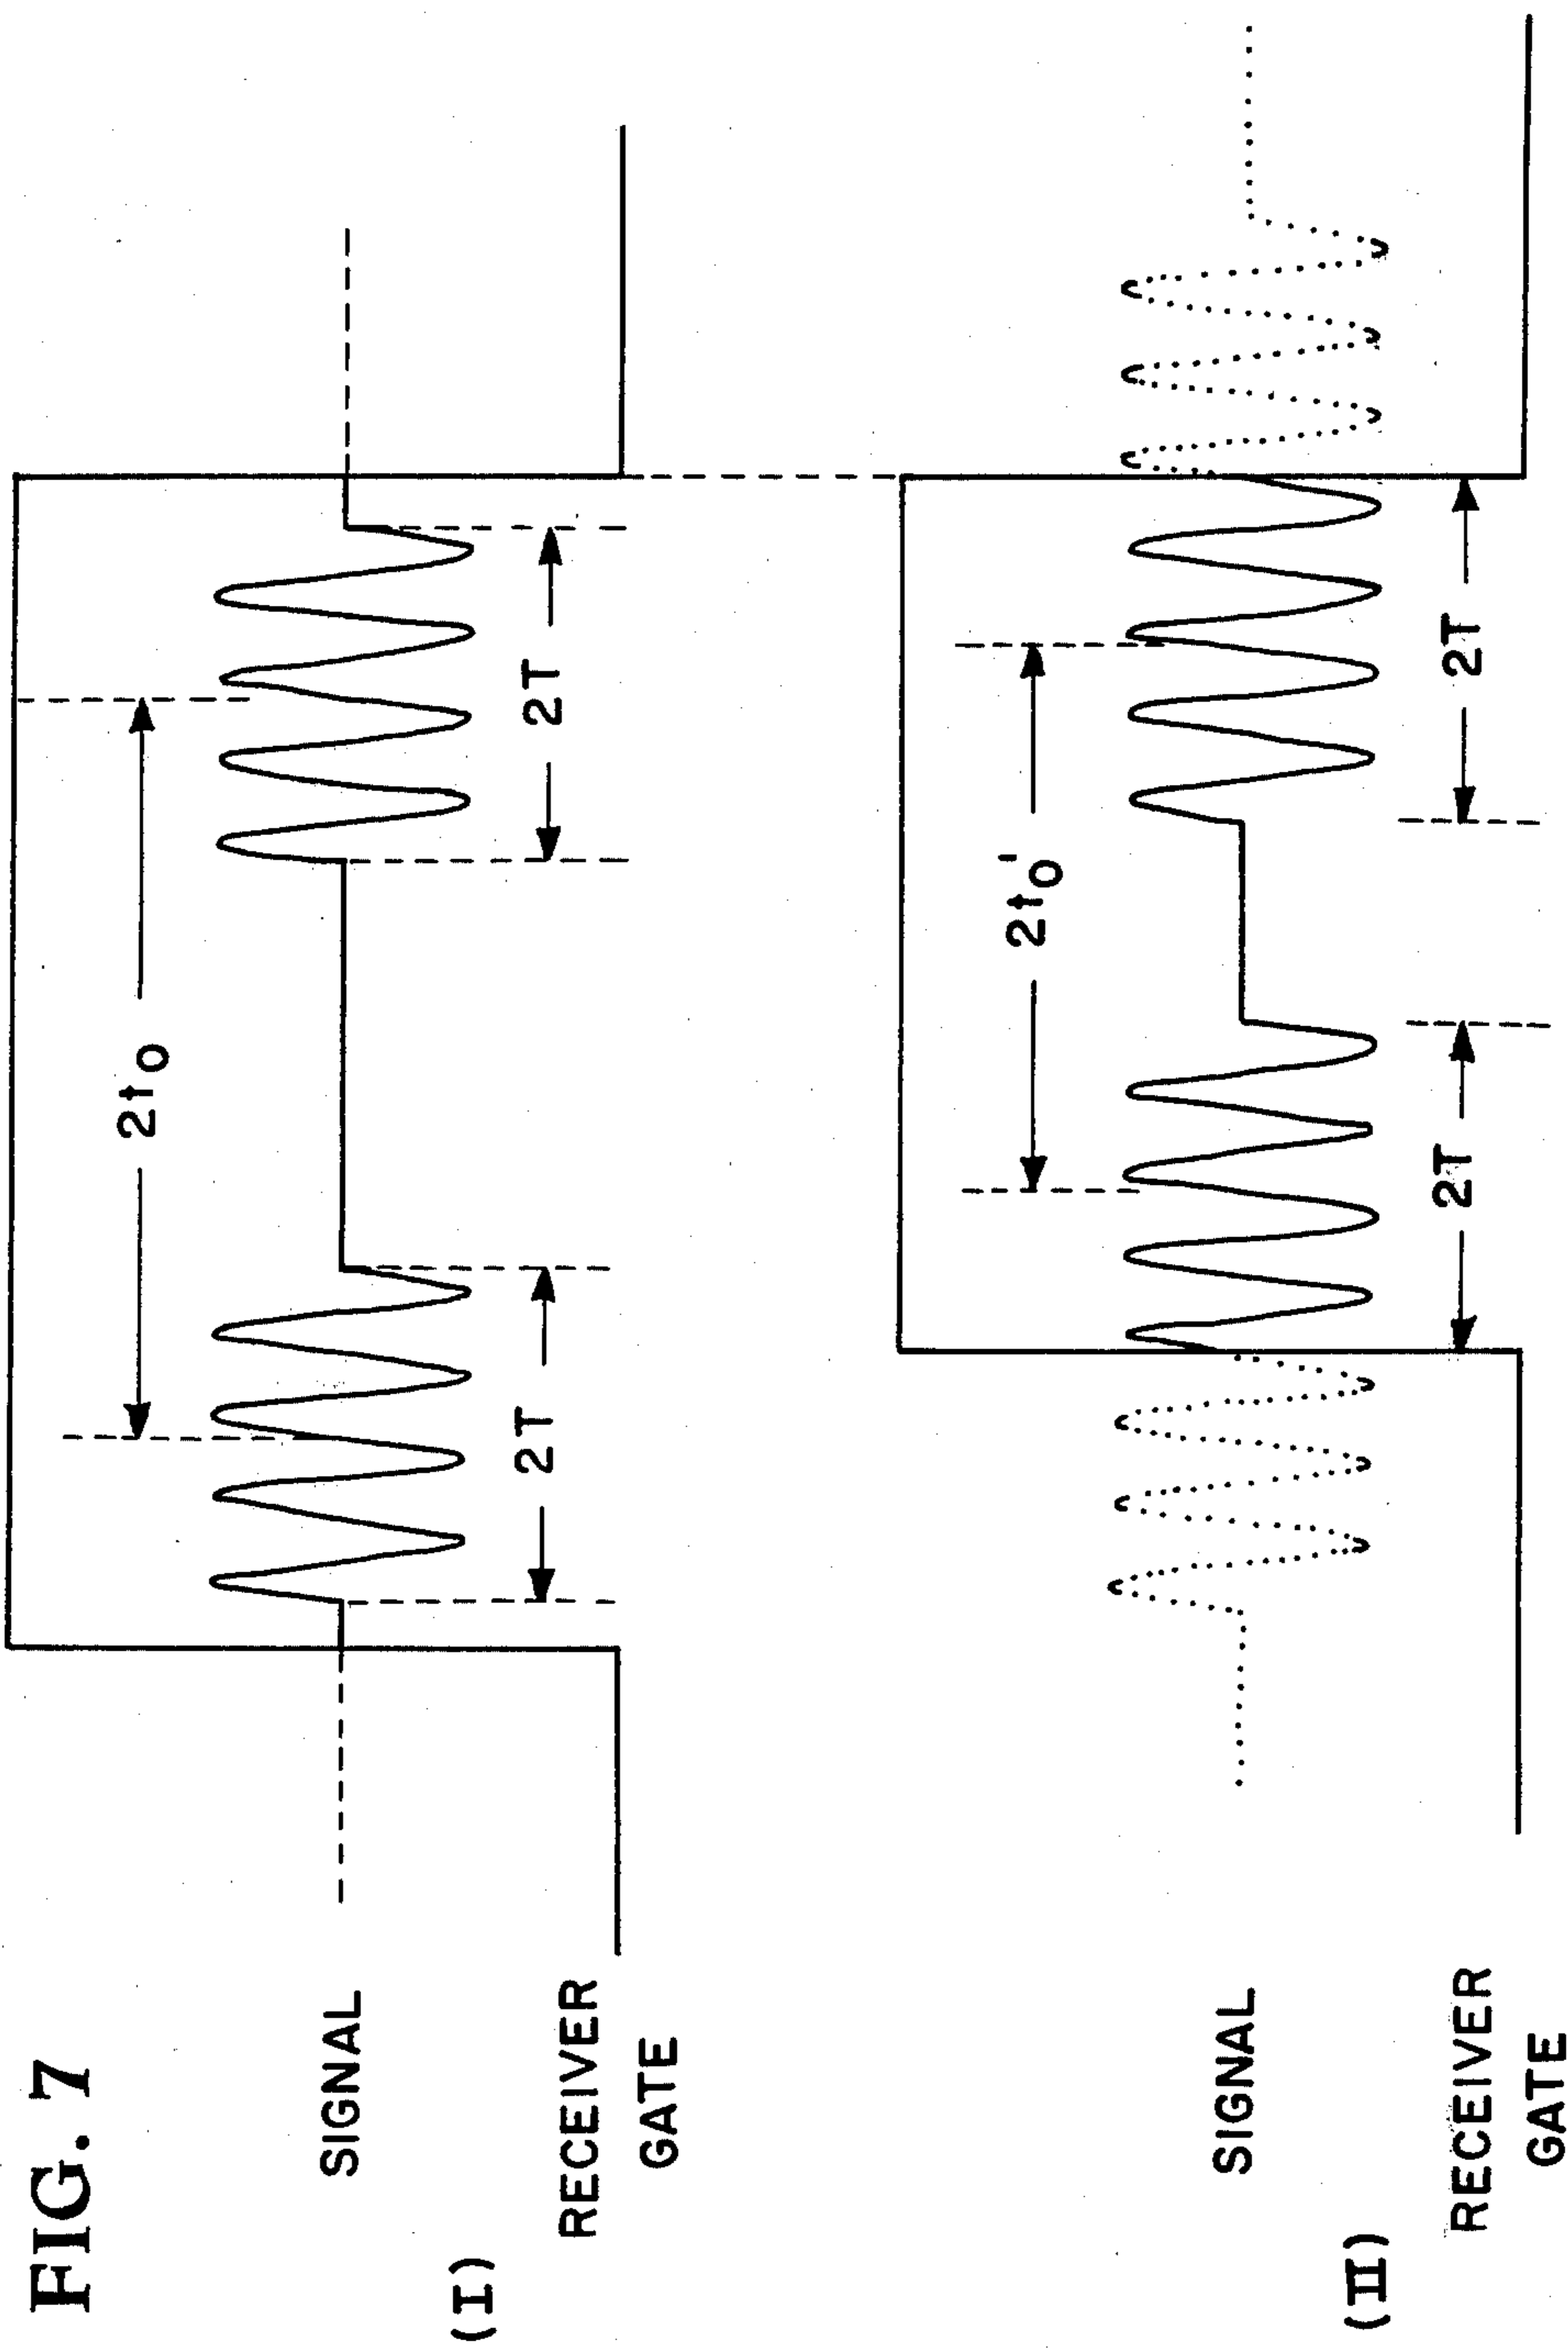 FIG. 7
2t0
SIGNAL
2T
2T
RECEIVER
GATE
(I)
2t0'
SIGNAL
2T
2T
RECEIVER
GATE
(II)